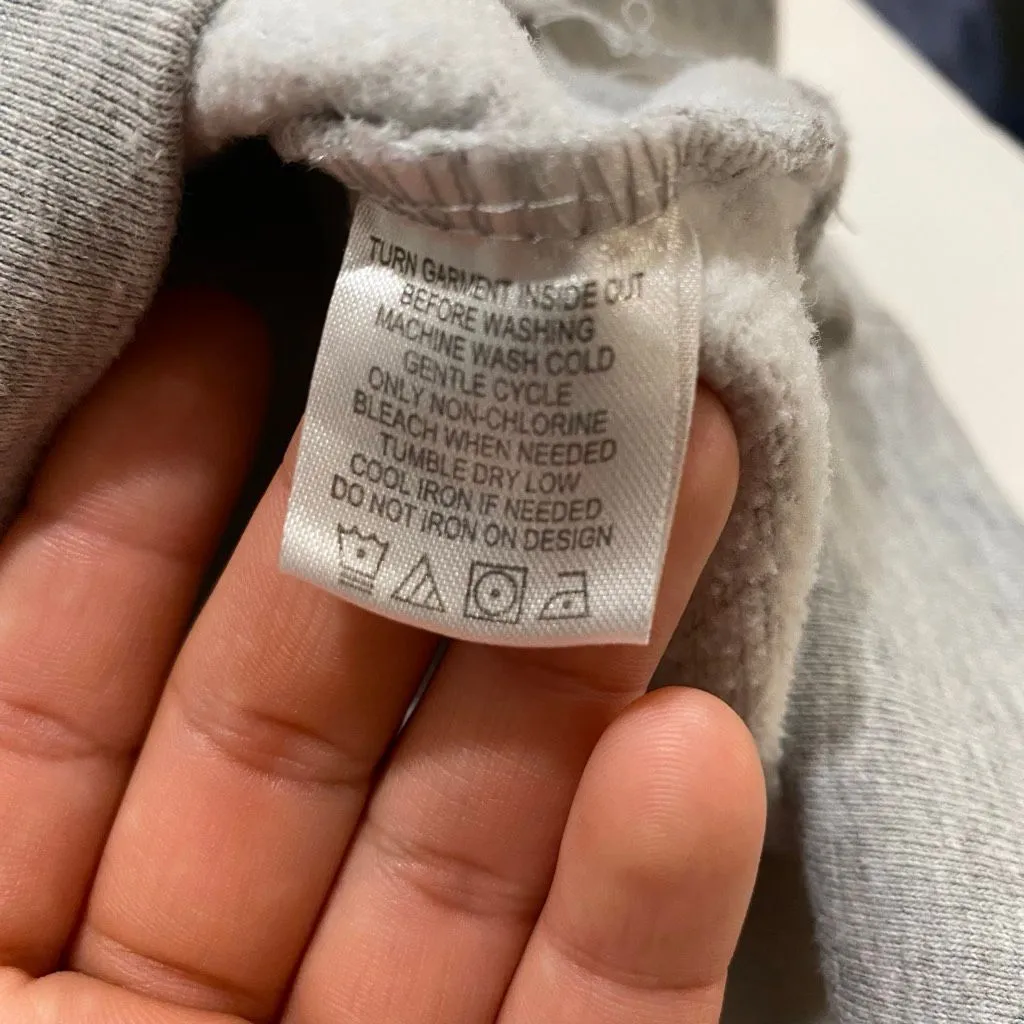 TURN GARMENT INSIDE OUT
BEFORE WASHING
MACHINE WASH COLD
GENTLE CYCLE
ONLY NON-CHLORINE
BLEACH WHEN NEEDED
TUMBLE DRY LOW
COOL IRON IF NEEDED
DO NOT IRON ON DESIGN